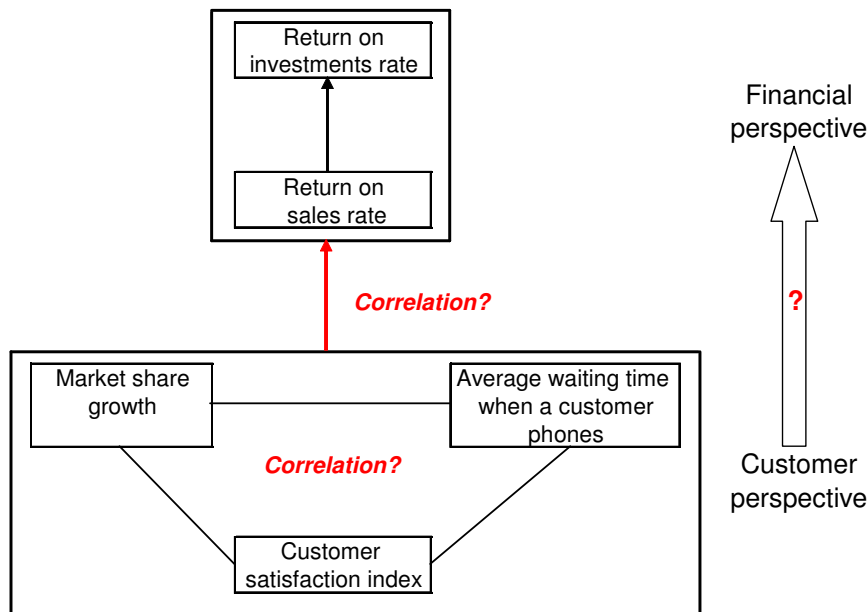 Return on
investments rate
Financial
perspective
Return on
sales rate
Correlation?
?
Market share
growth
Average waiting time
when a customer
phones
Correlation?
Customer
perspective
Customer
satisfaction index